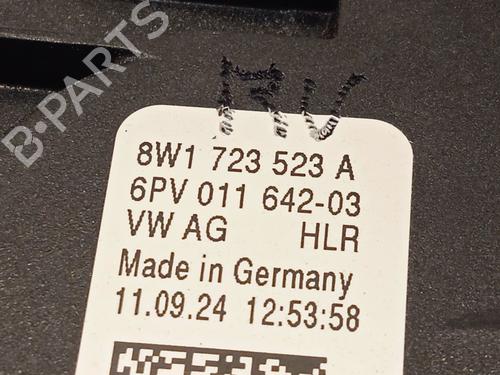 B-PARTS
8W1 723 523 A
6PV 011 642-03
VW AG HLR
Made in Germany
11.09.24 12:53:58